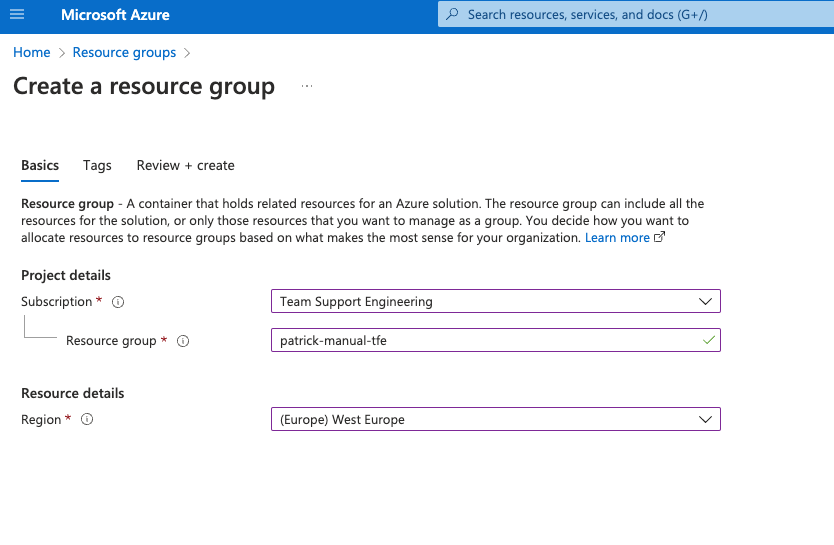 Microsoft Azure
Search resources, services, and docs (G+/)
Home > Resource groups >
Create a resource group ...
Basics Tags Review + create
Resource group - A container that holds related resources for an Azure solution. The resource group can include all the
resources for the solution, or only those resources that you want to manage as a group. You decide how you want to
allocate resources to resource groups based on what makes the most sense for your organization. Learn more
Project details
Subscription * Team Support Engineering
Resource group * patrick-manual-tfe
Resource details
Region * (Europe) West Europe